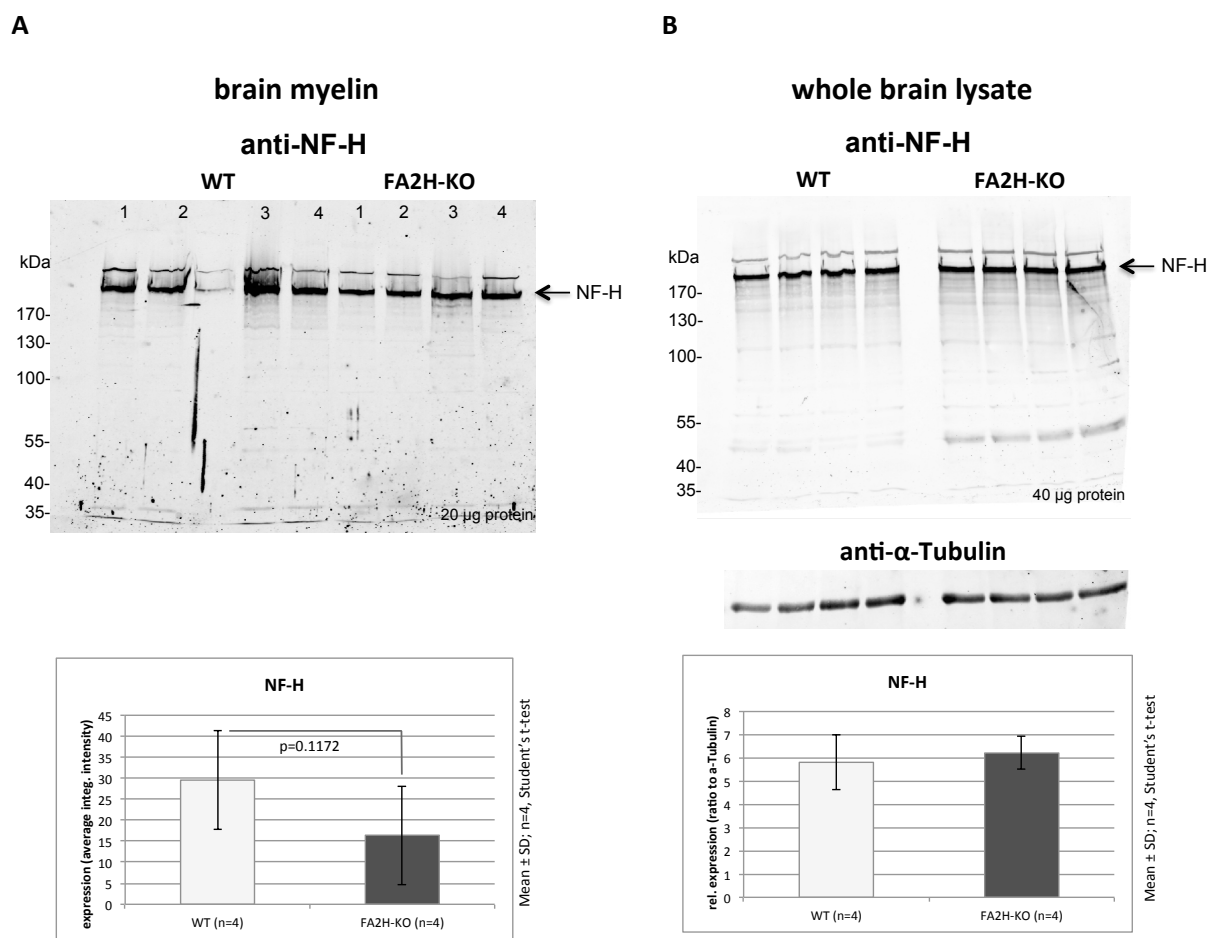 A
brain myelin
anti-NF-H
WT FA2H-KO
1 2 3 4 1 2 3 4
kDa
NF-H
170-
130-
100-
55-
40-
35-
20 µg protein
NF-H
expression (average integ. intensity)
45
40
35
30
25
20
15
10
5
0
p=0.1172
WT (n=4) FA2H-KO (n=4)
Mean ± SD; n=4, Student's t-test
B
whole brain lysate
anti-NF-H
WT FA2H-KO
kDa
NF-H
170-
130-
100-
55-
40-
35-
40 µg protein
anti-α-Tubulin
NF-H
rel. expression (ratio to a-Tubulin)
8
7
6
5
4
3
2
1
0
WT (n=4) FA2H-KO (n=4)
Mean ± SD; n=4, Student's t-test